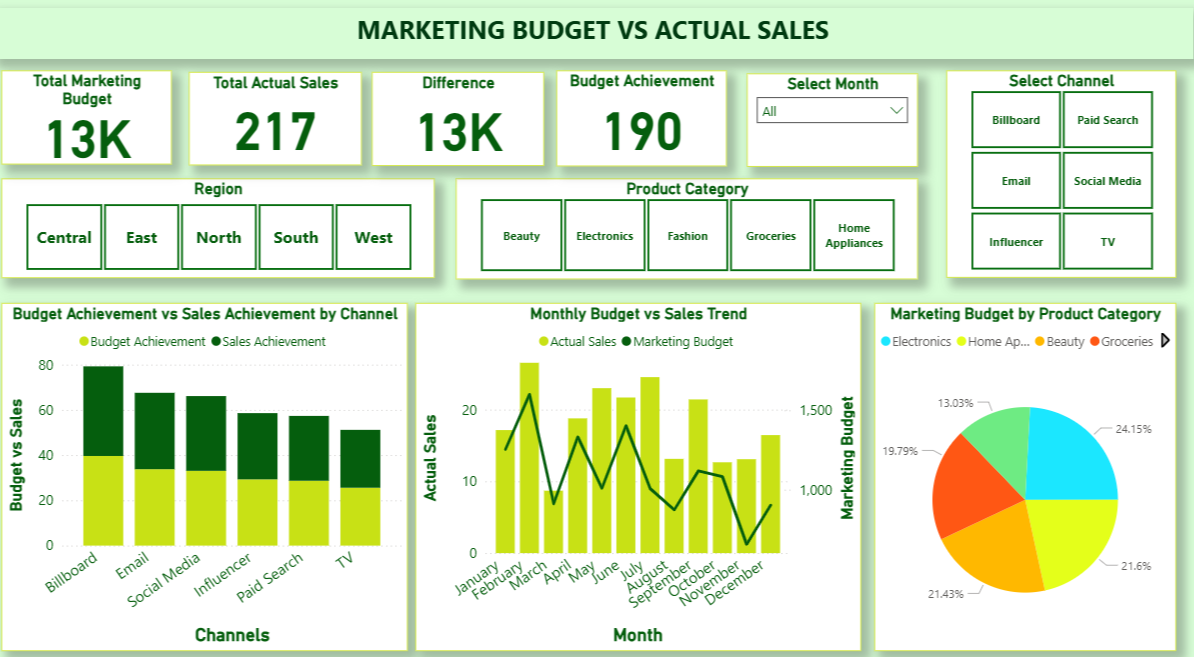 MARKETING BUDGET VS ACTUAL SALES
Total Marketing
Budget
13K
Total Actual Sales
217
Difference
13K
Budget Achievement
190
Select Month
All
Select Channel
Billboard
Paid Search
Email
Social Media
Influencer
TV
Region
Central
East
North
South
West
Product Category
Beauty
Electronics
Fashion
Groceries
Home
Appliances
Budget Achievement vs Sales Achievement by Channel
Budget Achievement
Sales Achievement
Budget vs Sales
80
60
40
20
0
Billboard
Email
Social Media
Influencer
Paid Search
TV
Channels
Monthly Budget vs Sales Trend
Actual Sales
Marketing Budget
Actual Sales
20
10
0
1,500
1,000
Marketing Budget
January
February
March
April
May
June
July
August
September
October
November
December
Month
Marketing Budget by Product Category
Electronics
Home Ap...
Beauty
Groceries
13.03%
24.15%
19.79%
21.6%
21.43%